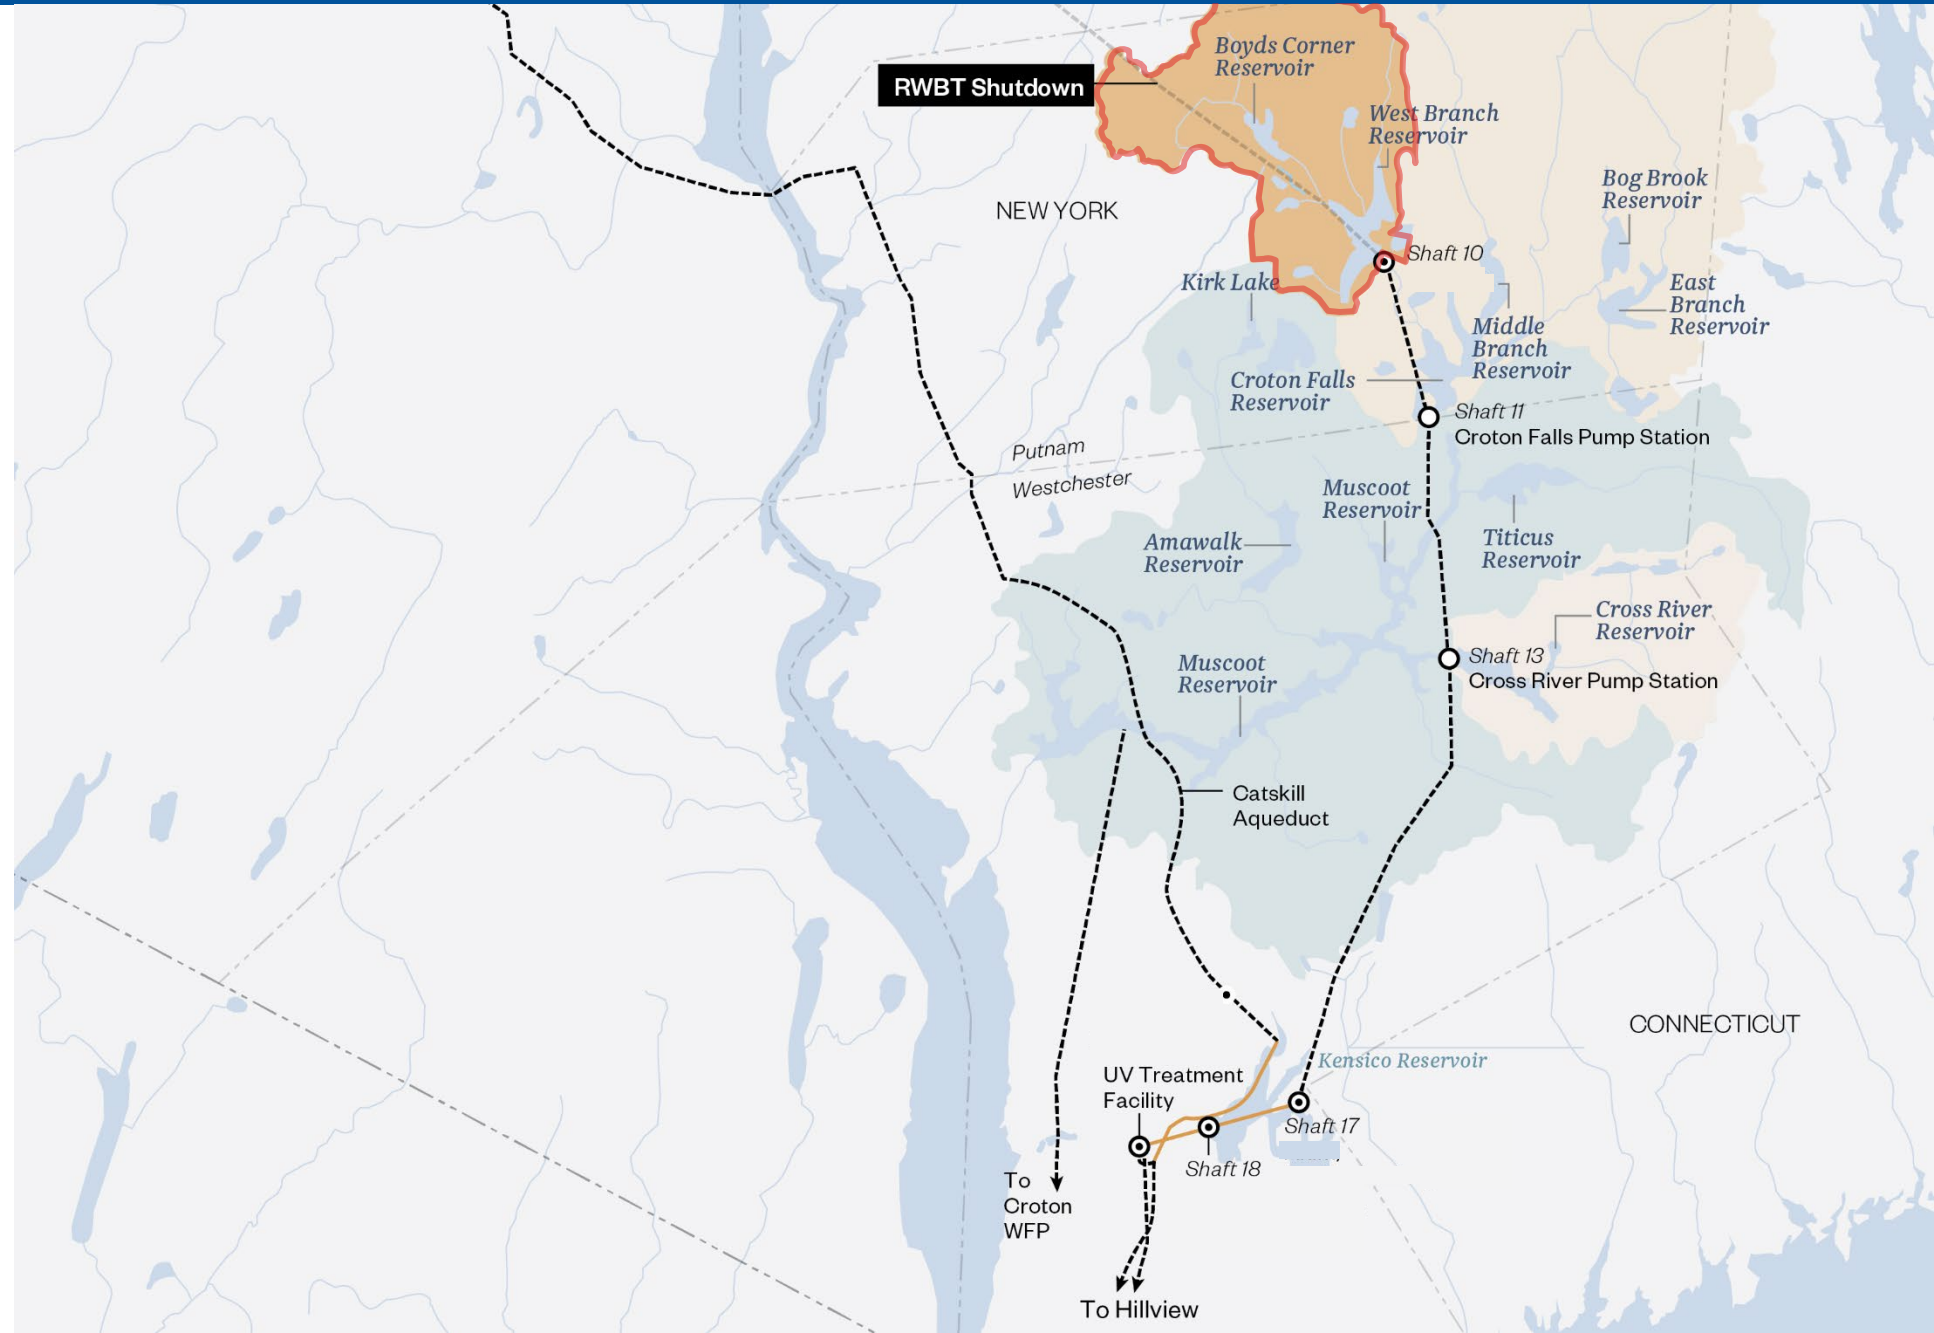 Boyds Corner
Reservoir
RWBT Shutdown
West Branch
Reservoir
Bog Brook
Reservoir
NEW YORK
Shaft 10
Kirk Lake
East
Branch
Reservoir
Middle
Branch
Reservoir
Croton Falls
Reservoir
Shaft 11
Croton Falls Pump Station
Putnam
Westchester
Muscoot
Reservoir
Amawalk
Reservoir
Titicus
Reservoir
Cross River
Reservoir
Muscoot
Reservoir
Shaft 13
Cross River Pump Station
Catskill
Aqueduct
CONNECTICUT
Kensico Reservoir
UV Treatment
Facility
Shaft 17
Shaft 18
To
Croton
WFP
To Hillview